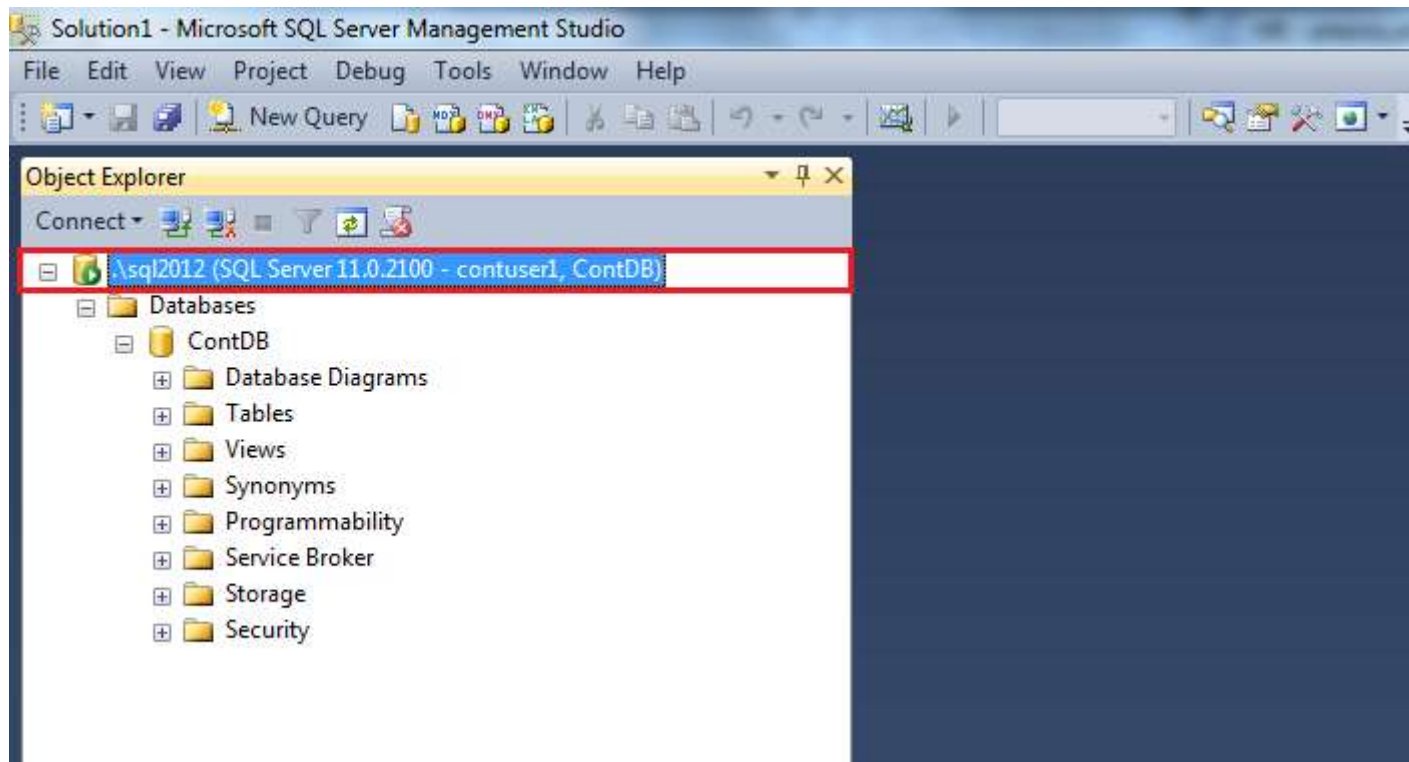 Solution1 - Microsoft SQL Server Management Studio
File Edit View Project Debug Tools Window Help
New Query
Object Explorer
Connect
.\sql2012 (SQL Server 11.0.2100 - contuser1, ContDB)
Databases
ContDB
Database Diagrams
Tables
Views
Synonyms
Programmability
Service Broker
Storage
Security